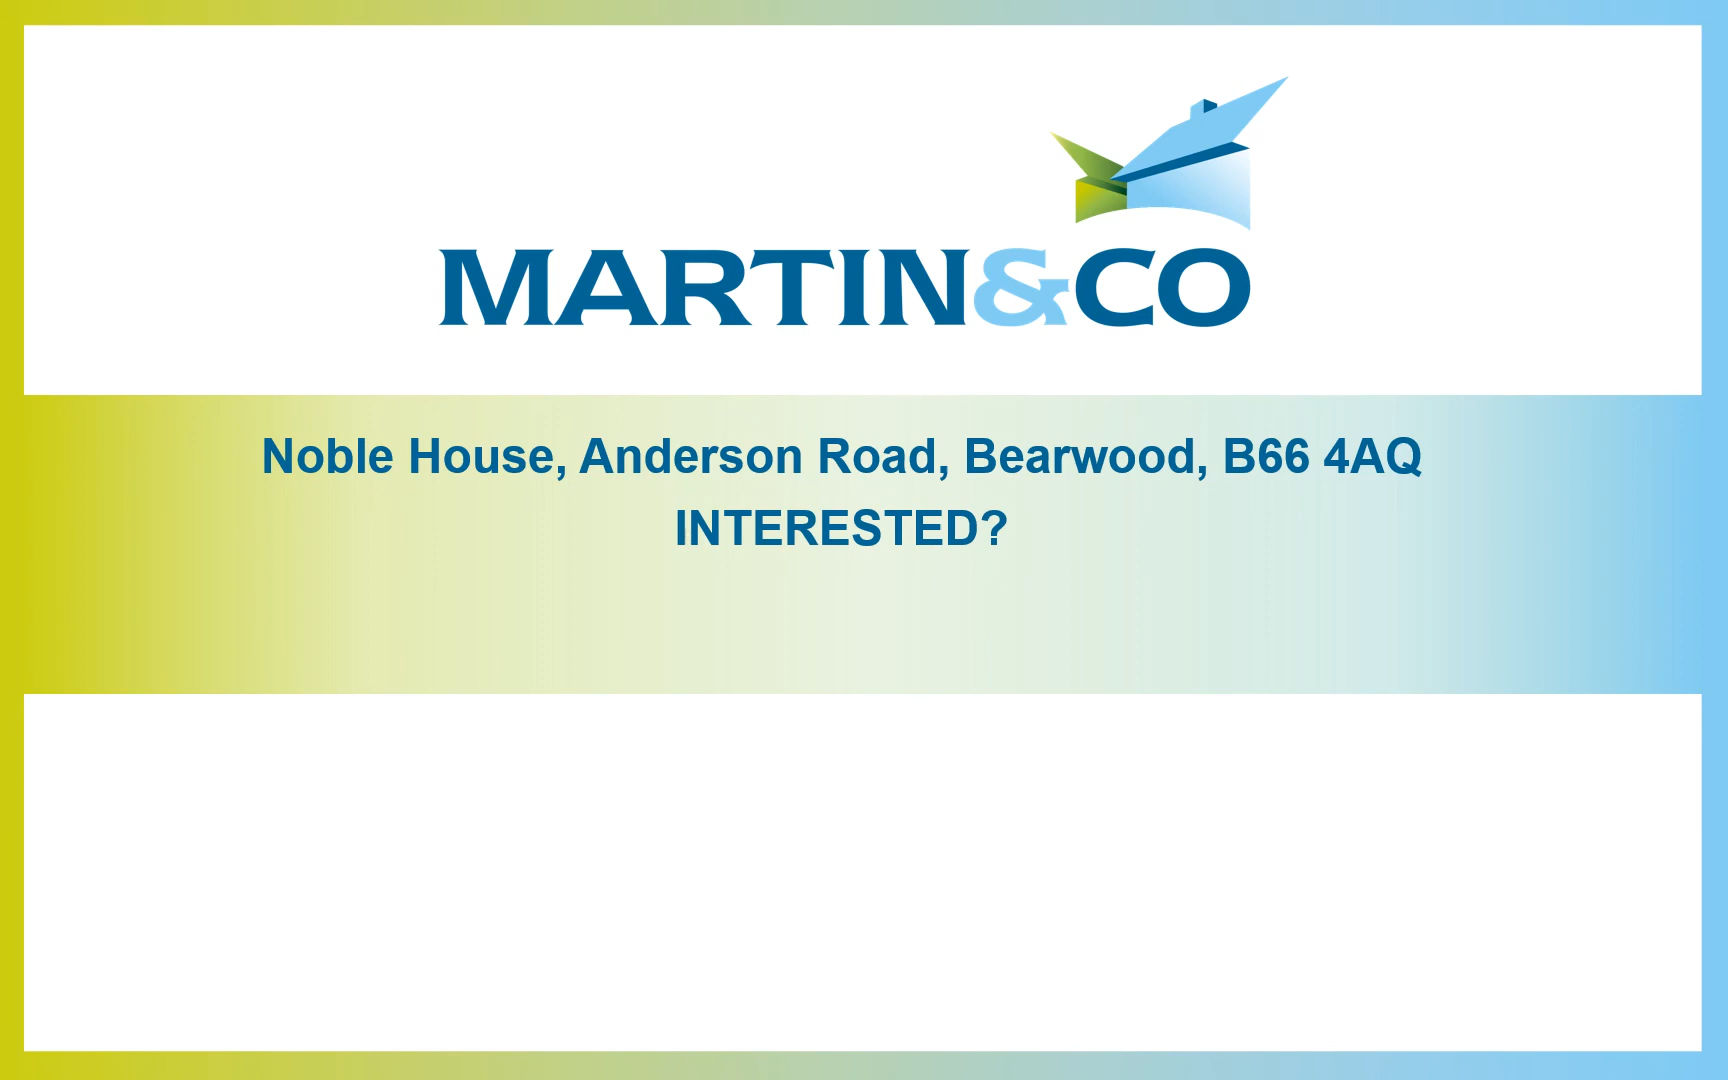 MARTIN&CO
Noble House, Anderson Road, Bearwood, B66 4AQ
INTERESTED?